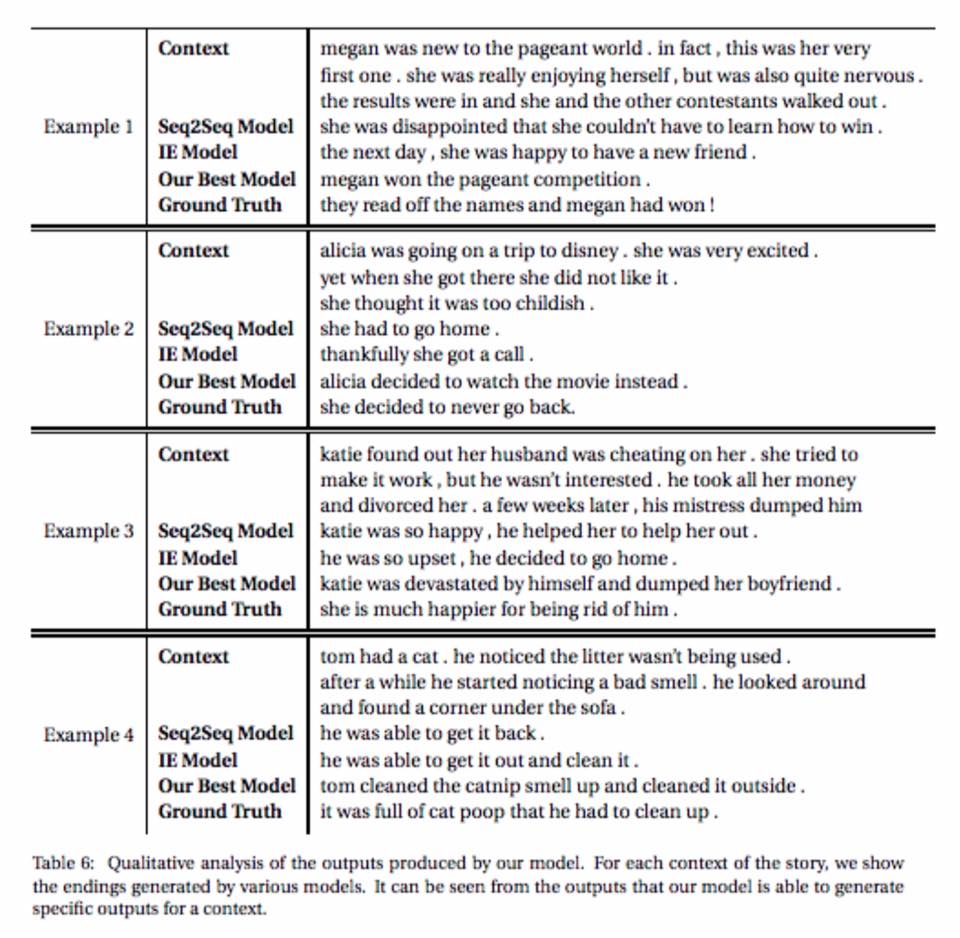 Context megan was new to the pageant world . in fact , this was her very
first one . she was really enjoying herself , but was also quite nervous .
the results were in and she and the other contestants walked out .
Example 1 Seq2Seq Model she was disappointed that she couldn't have to learn how to win .
IE Model the next day , she was happy to have a new friend .
Our Best Model megan won the pageant competition .
Ground Truth they read off the names and megan had won !
Context alicia was going on a trip to disney . she was very excited .
yet when she got there she did not like it .
she thought it was too childish .
Example 2 Seq2Seq Model she had to go home .
IE Model thankfully she got a call .
Our Best Model alicia decided to watch the movie instead .
Ground Truth she decided to never go back.
Context katie found out her husband was cheating on her . she tried to
make it work , but he wasn't interested . he took all her money
and divorced her . a few weeks later , his mistress dumped him
Example 3 Seq2Seq Model katie was so happy , he helped her to help her out .
IE Model he was so upset , he decided to go home .
Our Best Model katie was devastated by himself and dumped her boyfriend .
Ground Truth she is much happier for being rid of him .
Context tom had a cat . he noticed the litter wasn't being used .
after a while he started noticing a bad smell . he looked around
and found a corner under the sofa .
Example 4 Seq2Seq Model he was able to get it back .
IE Model he was able to get it out and clean it .
Our Best Model tom cleaned the catnip smell up and cleaned it outside .
Ground Truth it was full of cat poop that he had to clean up .
Table 6: Qualitative analysis of the outputs produced by our model. For each context of the story, we show
the endings generated by various models. It can be seen from the outputs that our model is able to generate
specific outputs for a context.